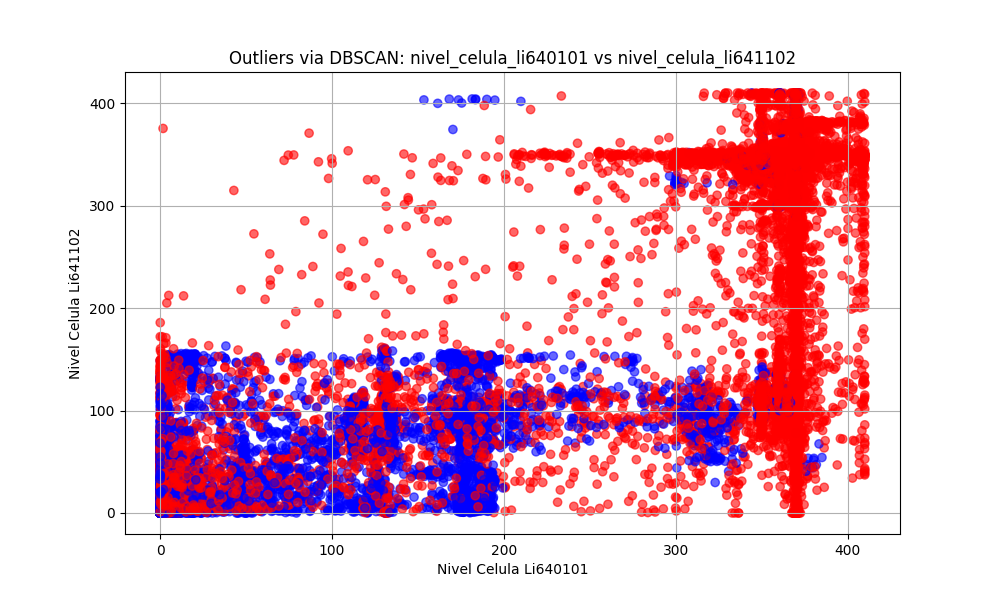 Outliers via DBSCAN: nivel_celula_li640101 vs nivel_celula_li641102
400
300
200
100
0
Nivel Celula Li641102
0 100 200 300 400
Nivel Celula Li640101